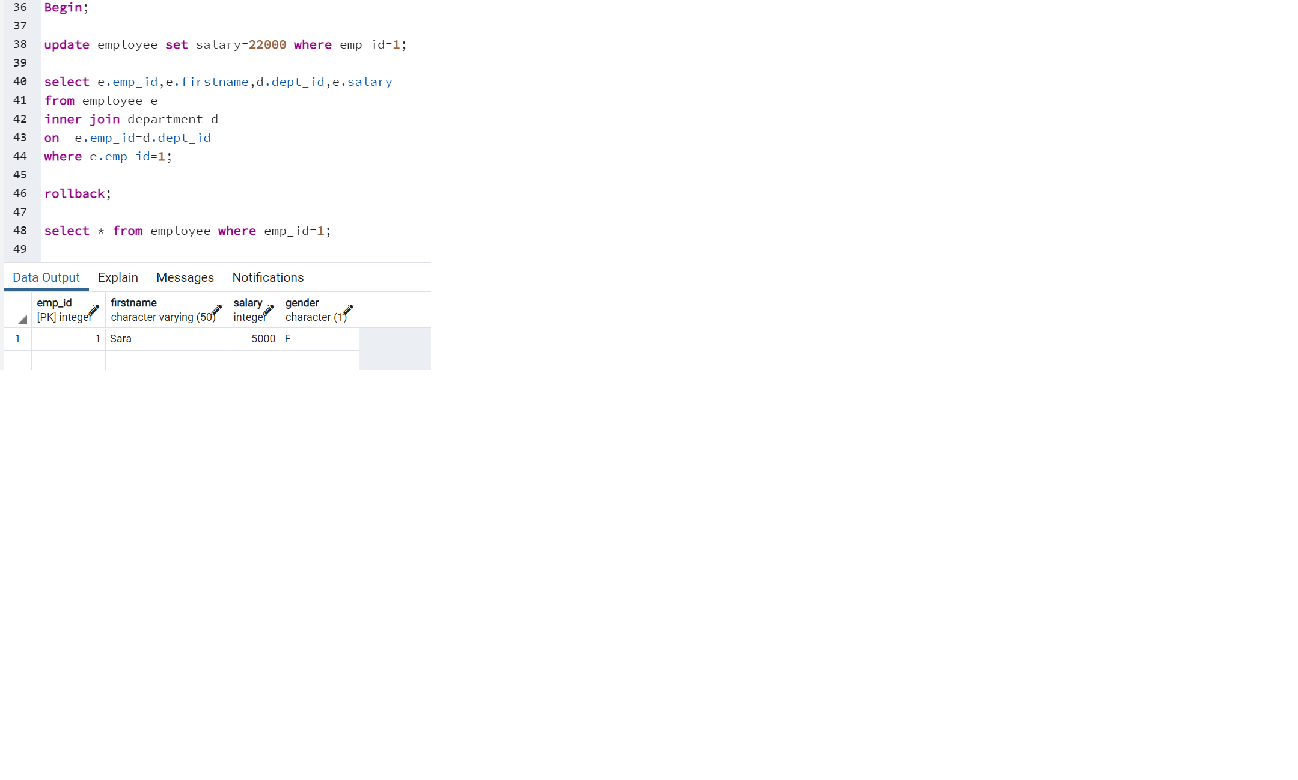 36 Begin;
37
38 update employee set salary=22000 where emp_id=1;
39
40 select e.emp_id,e.firstname,d.dept_id,e.salary
41 from employee e
42 inner join department d
43 on  e.emp_id=d.dept_id
44 where e.emp_id=1;
45
46 rollback;
47
48 select * from employee where emp_id=1;
49
Data Output Explain Messages Notifications
emp_id firstname salary gender
[PK] integer character varying (50) integer character (1)
1 1 Sara 5000 F